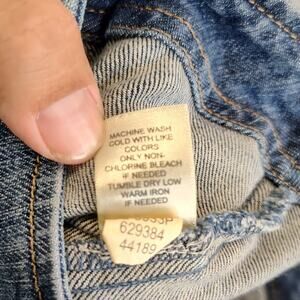 MACHINE WASH
COLD WITH LIKE
COLORS
ONLY NON-
CHLORINE BLEACH
IF NEEDED
TUMBLE DRY LOW
WARM IRON
IF NEEDED
629384
44189